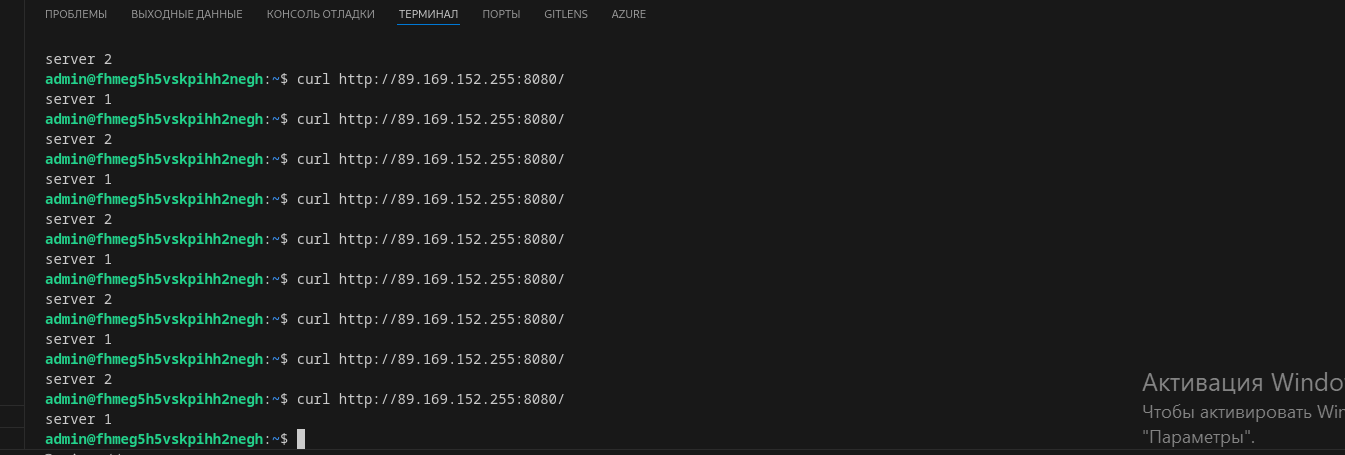 ПРОБЛЕМЫ ВЫХОДНЫЕ ДАННЫЕ КОНСОЛЬ ОТЛАДКИ ТЕРМИНАЛ ПОРТЫ GITLENS AZURE
server 2
admin@fhmeg5h5vskpihh2negh:~$ curl http://89.169.152.255:8080/
server 1
admin@fhmeg5h5vskpihh2negh:~$ curl http://89.169.152.255:8080/
server 2
admin@fhmeg5h5vskpihh2negh:~$ curl http://89.169.152.255:8080/
server 1
admin@fhmeg5h5vskpihh2negh:~$ curl http://89.169.152.255:8080/
server 2
admin@fhmeg5h5vskpihh2negh:~$ curl http://89.169.152.255:8080/
server 1
admin@fhmeg5h5vskpihh2negh:~$ curl http://89.169.152.255:8080/
server 2
admin@fhmeg5h5vskpihh2negh:~$ curl http://89.169.152.255:8080/
server 1
admin@fhmeg5h5vskpihh2negh:~$ curl http://89.169.152.255:8080/
server 2
admin@fhmeg5h5vskpihh2negh:~$ curl http://89.169.152.255:8080/
server 1
admin@fhmeg5h5vskpihh2negh:~$
Активация Windo
Чтобы активировать Win
"Параметры".